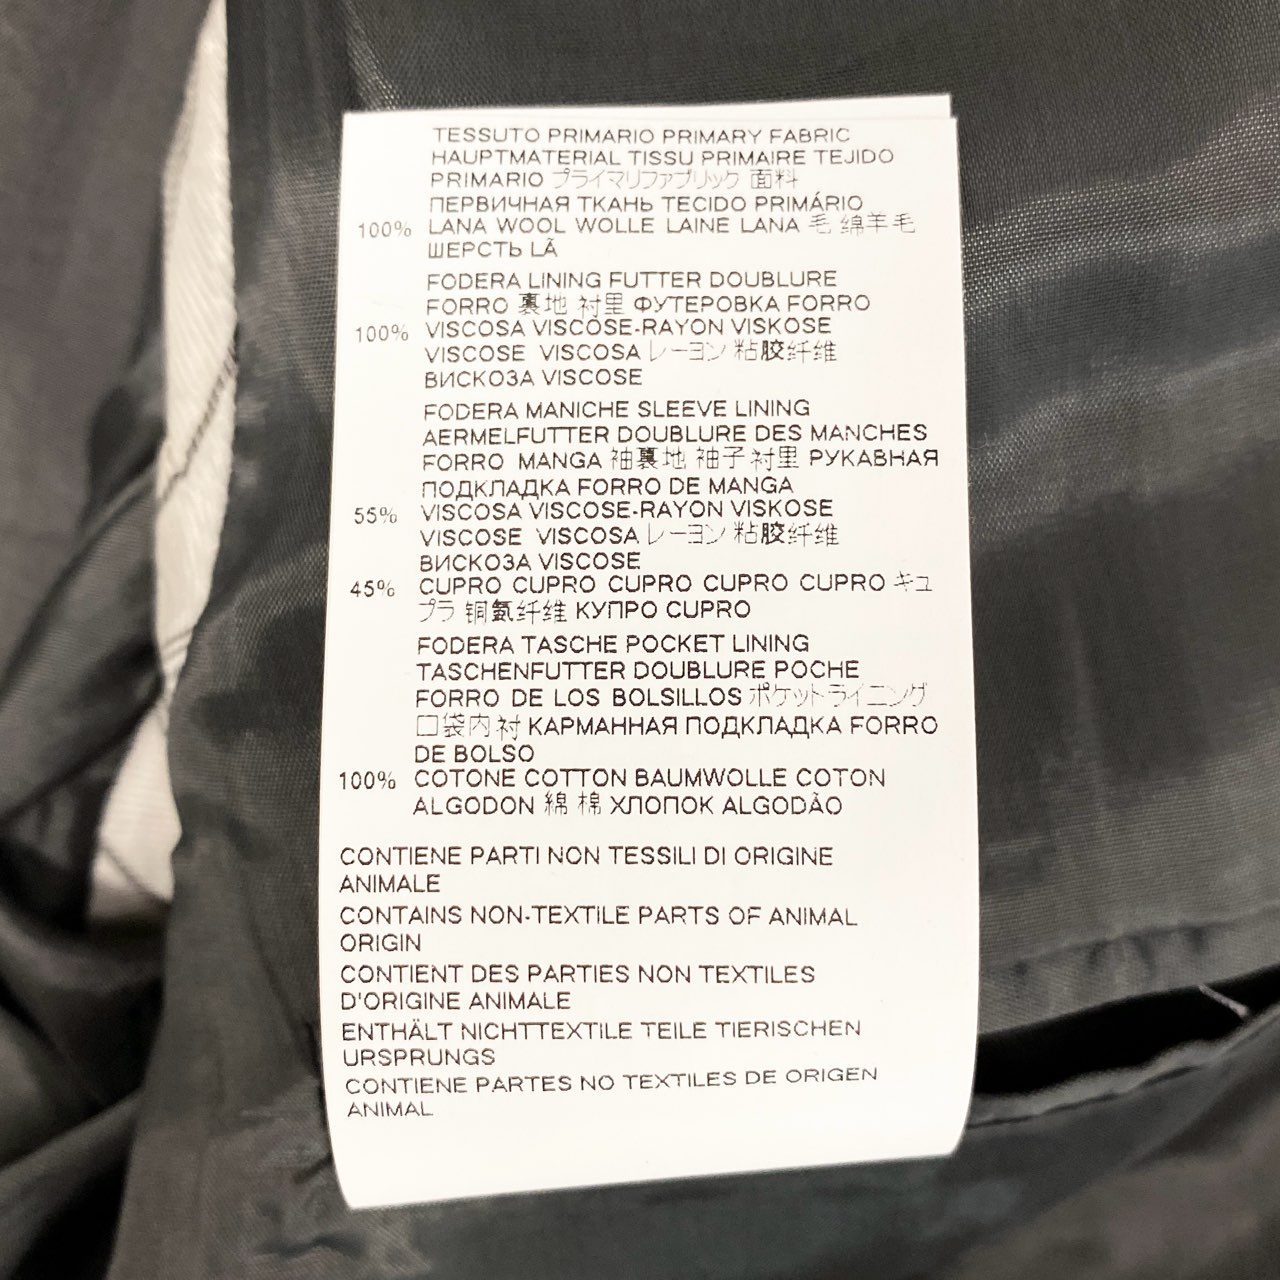 TESSUTO PRIMARIO PRIMARY FABRIC
HAUPTMATERIAL TISSU PRIMAIRE TEJIDO
PRIMARIO プライマリファブリック 面料
ПЕРВИЧНАЯ ТКАНЬ TECIDO PRIMÁRIO
100% LANA WOOL WOLLE LAINE LANA 毛 绵羊毛
ШЕРСТЬ LÃ
FODERA LINING FUTTER DOUBLURE
FORRO 裏地 衬里 ФУТЕРОВКА FORRO
100% VISCOSA VISCOSE-RAYON VISKOSE
VISCOSE VISCOSA レーヨン 粘胶纤维
ВИСКОЗА VISCOSE
FODERA MANICHE SLEEVE LINING
AERMELFUTTER DOUBLURE DES MANCHES
FORRO MANGA 袖裏地 袖子衬里 РУКАВНАЯ
ПОДКЛАДКА FORRO DE MANGA
55% VISCOSA VISCOSE-RAYON VISKOSE
VISCOSE VISCOSA レーヨン 粘胶纤维
ВИСКОЗА VISCOSE
45% CUPRO CUPRO CUPRO CUPRO CUPRO キュ
プラ 铜氨纤维 КУПРО CUPRO
FODERA TASCHE POCKET LINING
TASCHENFUTTER DOUBLURE POCHE
FORRO DE LOS BOLSILLOS ポケットライニング
口袋内衬 КАРМАННАЯ ПОДКЛАДКА FORRO
DE BOLSO
100% COTONE COTTON BAUMWOLLE COTON
ALGODON 綿 棉 ХЛОПОК ALGODÃO
CONTIENE PARTI NON TESSILI DI ORIGINE
ANIMALE
CONTAINS NON-TEXTILE PARTS OF ANIMAL
ORIGIN
CONTIENT DES PARTIES NON TEXTILES
D'ORIGINE ANIMALE
ENTHÄLT NICHTTEXTILE TEILE TIERISCHEN
URSPRUNGS
CONTIENE PARTES NO TEXTILES DE ORIGEN
ANIMAL